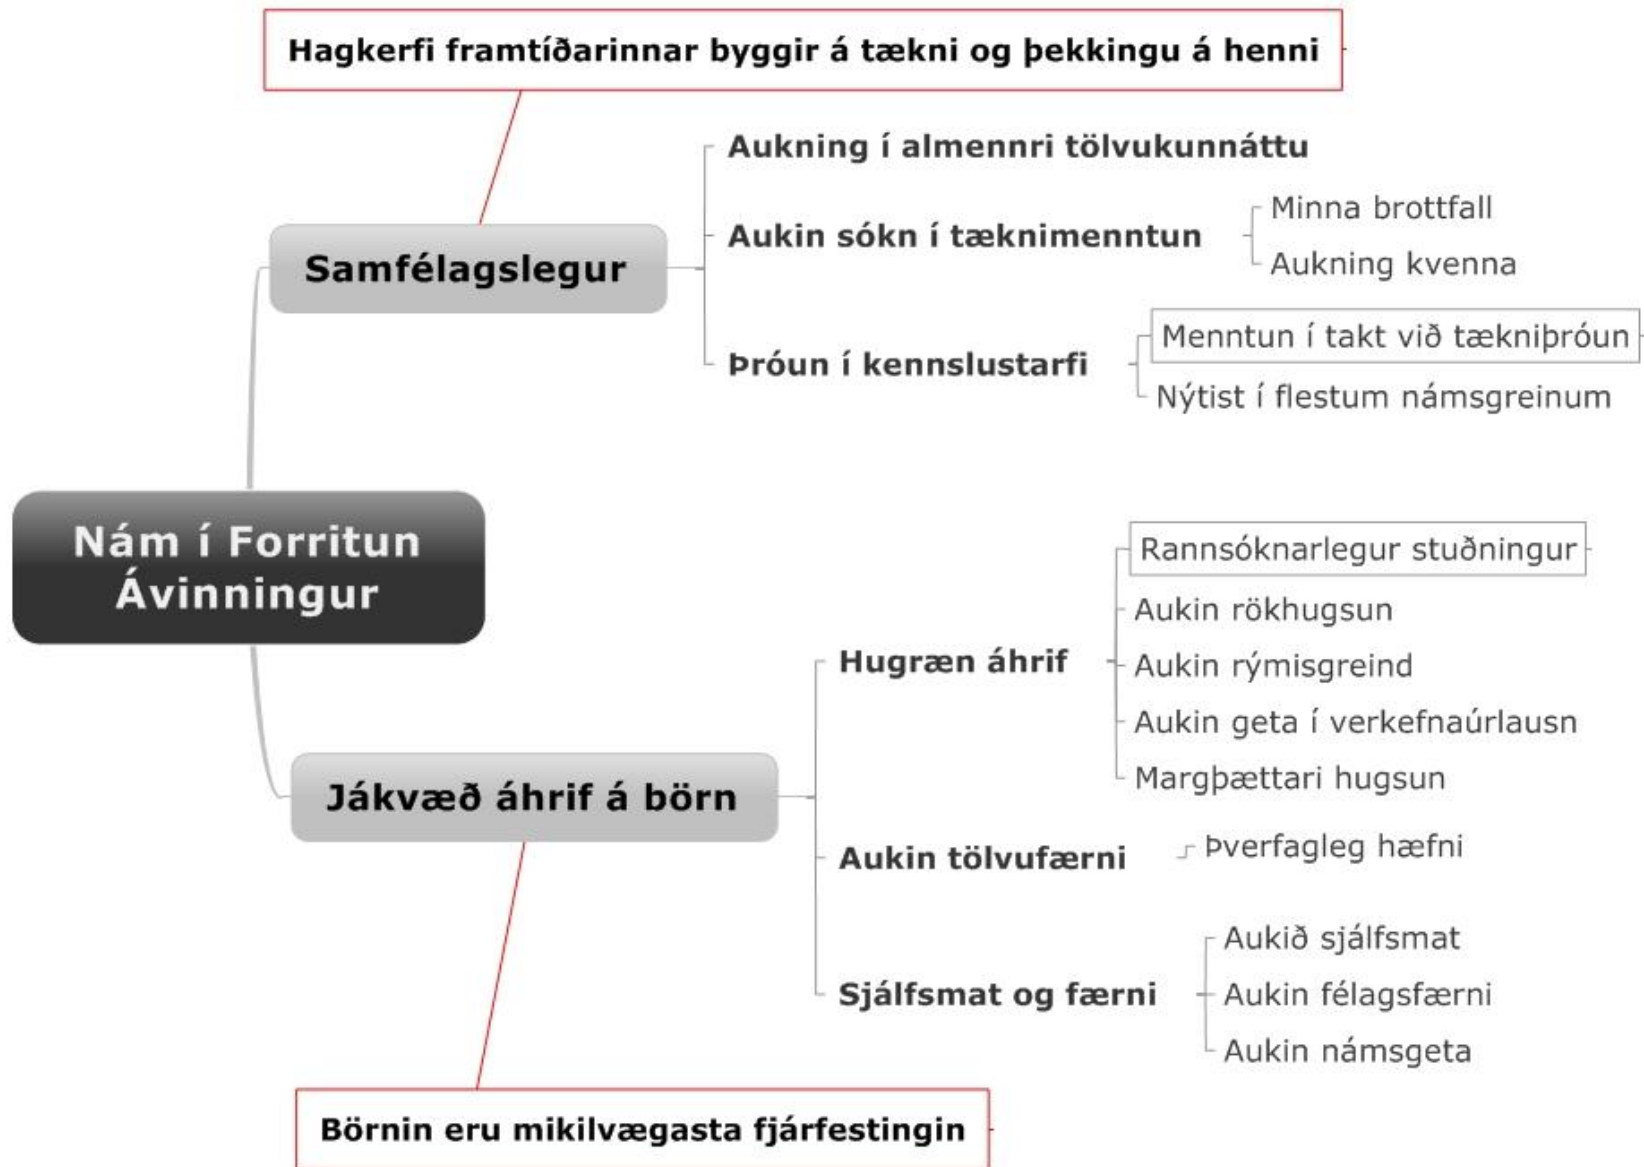 Hagkerfi framtíðarinnar byggir á tækni og þekkingu á henni
Samfélagslegur
Aukning í almennri tölvukunnáttu
Aukin sókn í tæknimenntun
Minna brottfall
Aukning kvenna
Þróun í kennslustarfi
Menntun í takt við tækniþróun
Nýtist í flestum námsgreinum
Nám í Forritun
Ávinningur
Jákvæð áhrif á börn
Hugræn áhrif
Rannsóknarlegur stuðningur
Aukin rökhugsun
Aukin rýmisgreind
Aukin geta í verkefnaúrlausn
Margþættari hugsun
Aukin tölvufærni
Þverfagleg hæfni
Sjálfsmat og færni
Aukið sjálfsmat
Aukin félagsfærni
Aukin námsgeta
Börnin eru mikilvægasta fjárfestingin